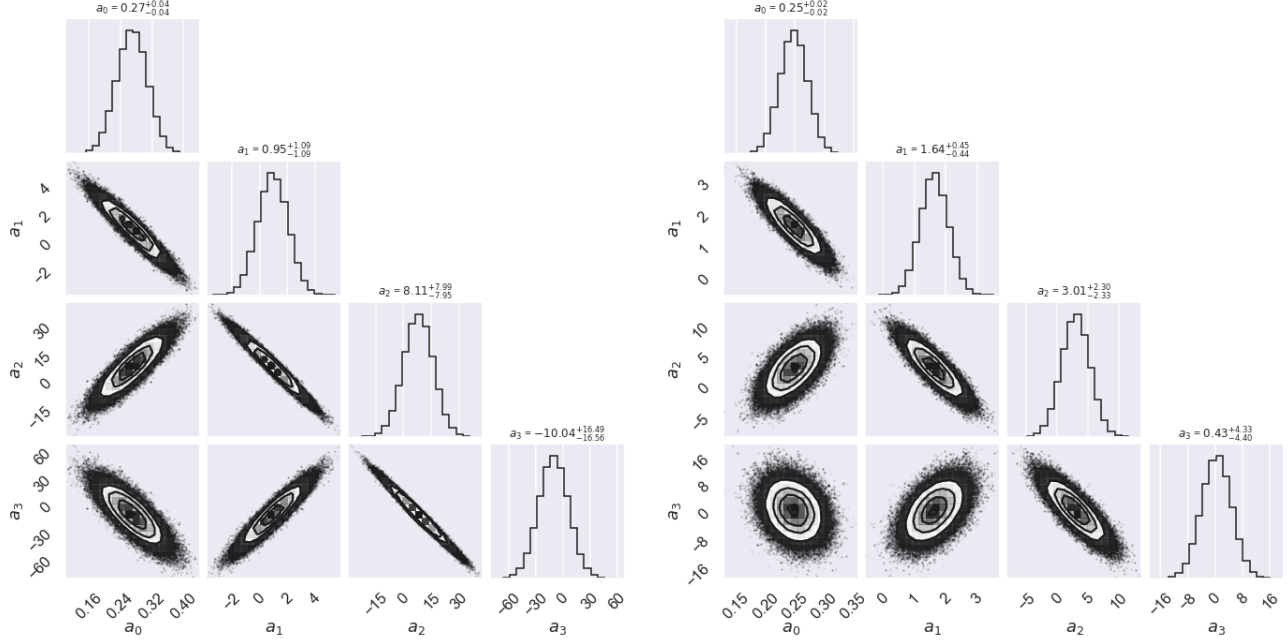 a₀ = 0.27+0.04−0.04
a₀ = 0.25+0.02−0.02
a₁ = 0.95+1.09−1.09
a₁ = 1.64+0.45−0.44
a₂ = 8.11+7.99−7.95
a₂ = 3.01+2.30−2.33
a₃ = −10.04+16.49−16.56
a₃ = 0.43+4.33−4.40
a₁
4
2
0
−2
a₂
30
15
0
−15
a₃
60
30
0
−30
−60
0.16 0.24 0.32 0.40
−2 0 2 4
−15 0 15 30
−60 −30 0 30 60
a₀ a₁ a₂ a₃
a₁
3
2
1
0
a₂
10
5
0
−5
a₃
16
8
0
−8
−16
0.15 0.20 0.25 0.30 0.35
0 1 2 3
−5 0 5 10
−16 −8 0 8 16
a₀ a₁ a₂ a₃